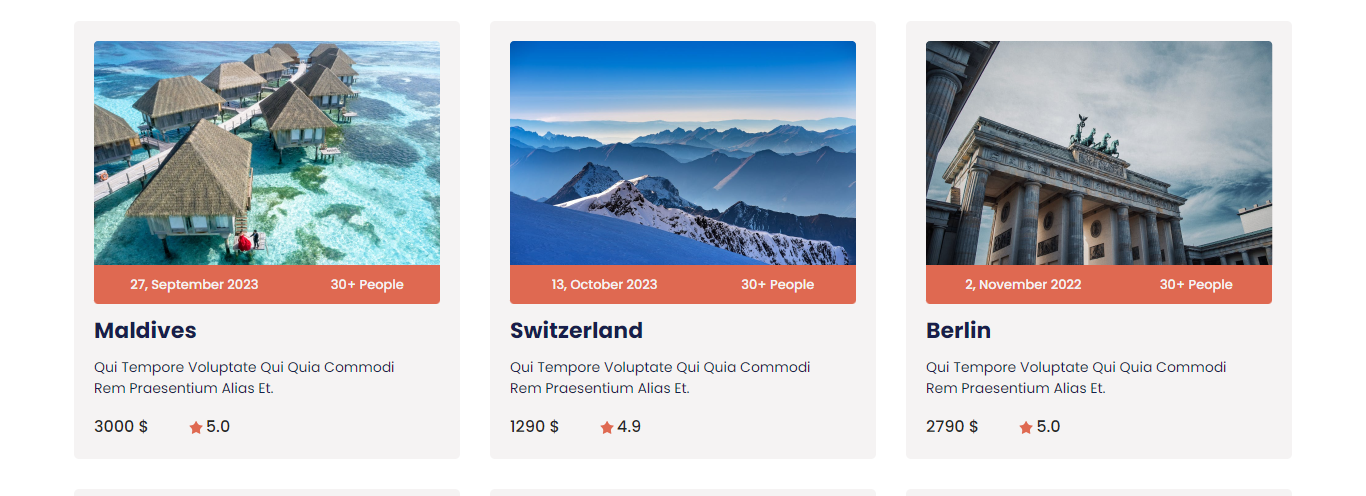 27, September 2023 30+ People
13, October 2023 30+ People
2, November 2022 30+ People
Maldives
Switzerland
Berlin
Qui Tempore Voluptate Qui Quia Commodi
Rem Praesentium Alias Et.
Qui Tempore Voluptate Qui Quia Commodi
Rem Praesentium Alias Et.
Qui Tempore Voluptate Qui Quia Commodi
Rem Praesentium Alias Et.
3000 $ 5.0
1290 $ 4.9
2790 $ 5.0